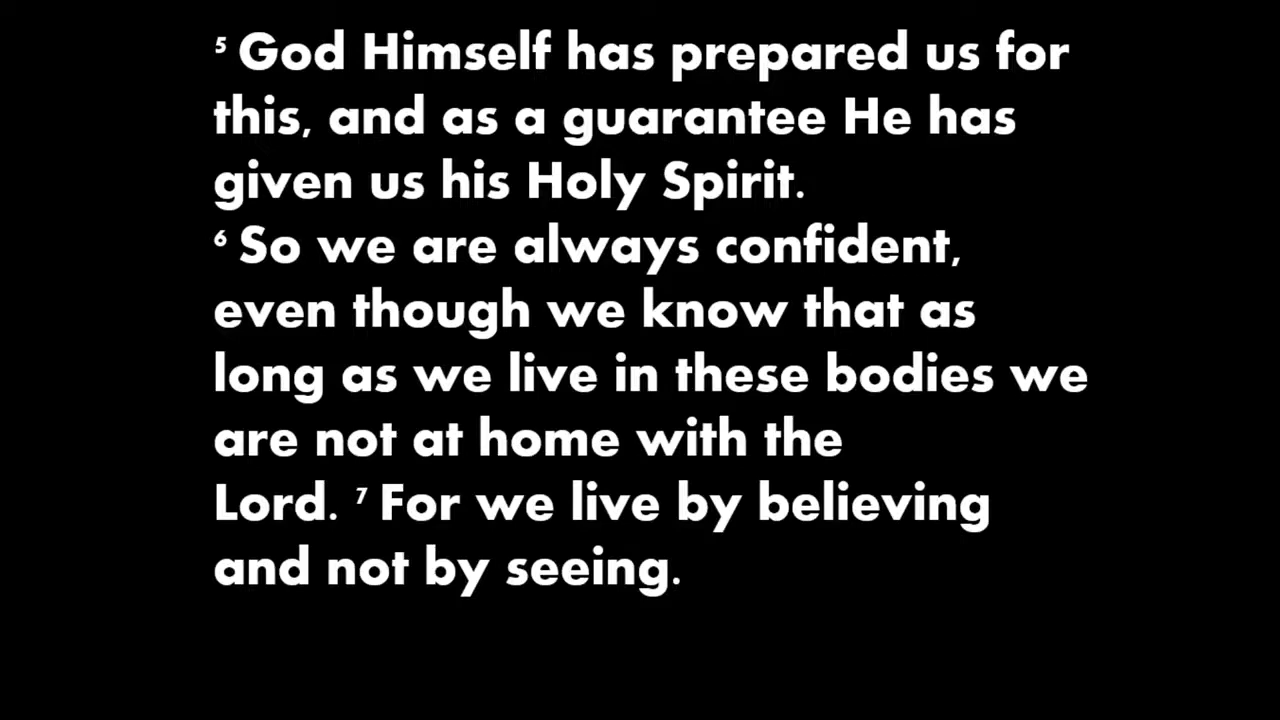 ⁵ God Himself has prepared us for
this, and as a guarantee He has
given us his Holy Spirit.
⁶ So we are always confident,
even though we know that as
long as we live in these bodies we
are not at home with the
Lord. ⁷ For we live by believing
and not by seeing.